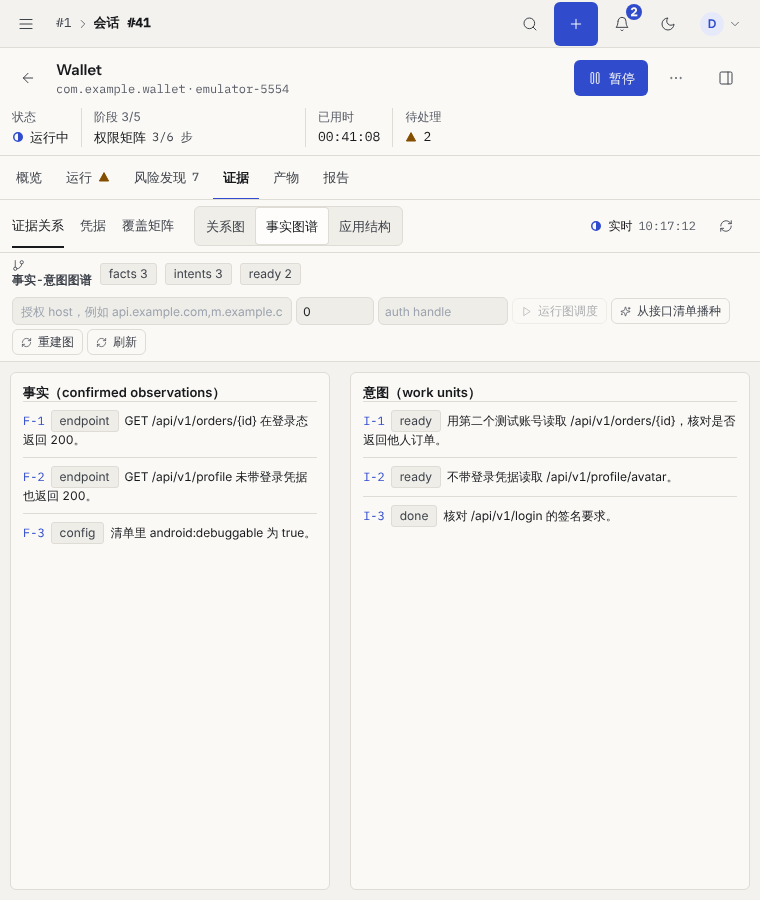 #1 > 会话 #41
2
D
Wallet
com.example.wallet·emulator-5554
暂停
状态
运行中
阶段 3/5
权限矩阵 3/6 步
已用时
00:41:08
待处理
2
概览 运行 风险发现 7 证据 产物 报告
证据关系 凭据 覆盖矩阵 关系图 事实图谱 应用结构 实时 10:17:12
事实-意图图谱 facts 3 intents 3 ready 2
授权 host，例如 api.example.com,m.example.c 0 auth handle 运行图调度 从接口清单播种
重建图 刷新
事实（confirmed observations）
F-1 endpoint GET /api/v1/orders/{id} 在登录态
返回 200。
F-2 endpoint GET /api/v1/profile 未带登录凭据
也返回 200。
F-3 config 清单里 android:debuggable 为 true。
意图（work units）
I-1 ready 用第二个测试账号读取 /api/v1/orders/{id}，核对是否
返回他人订单。
I-2 ready 不带登录凭据读取 /api/v1/profile/avatar。
I-3 done 核对 /api/v1/login 的签名要求。